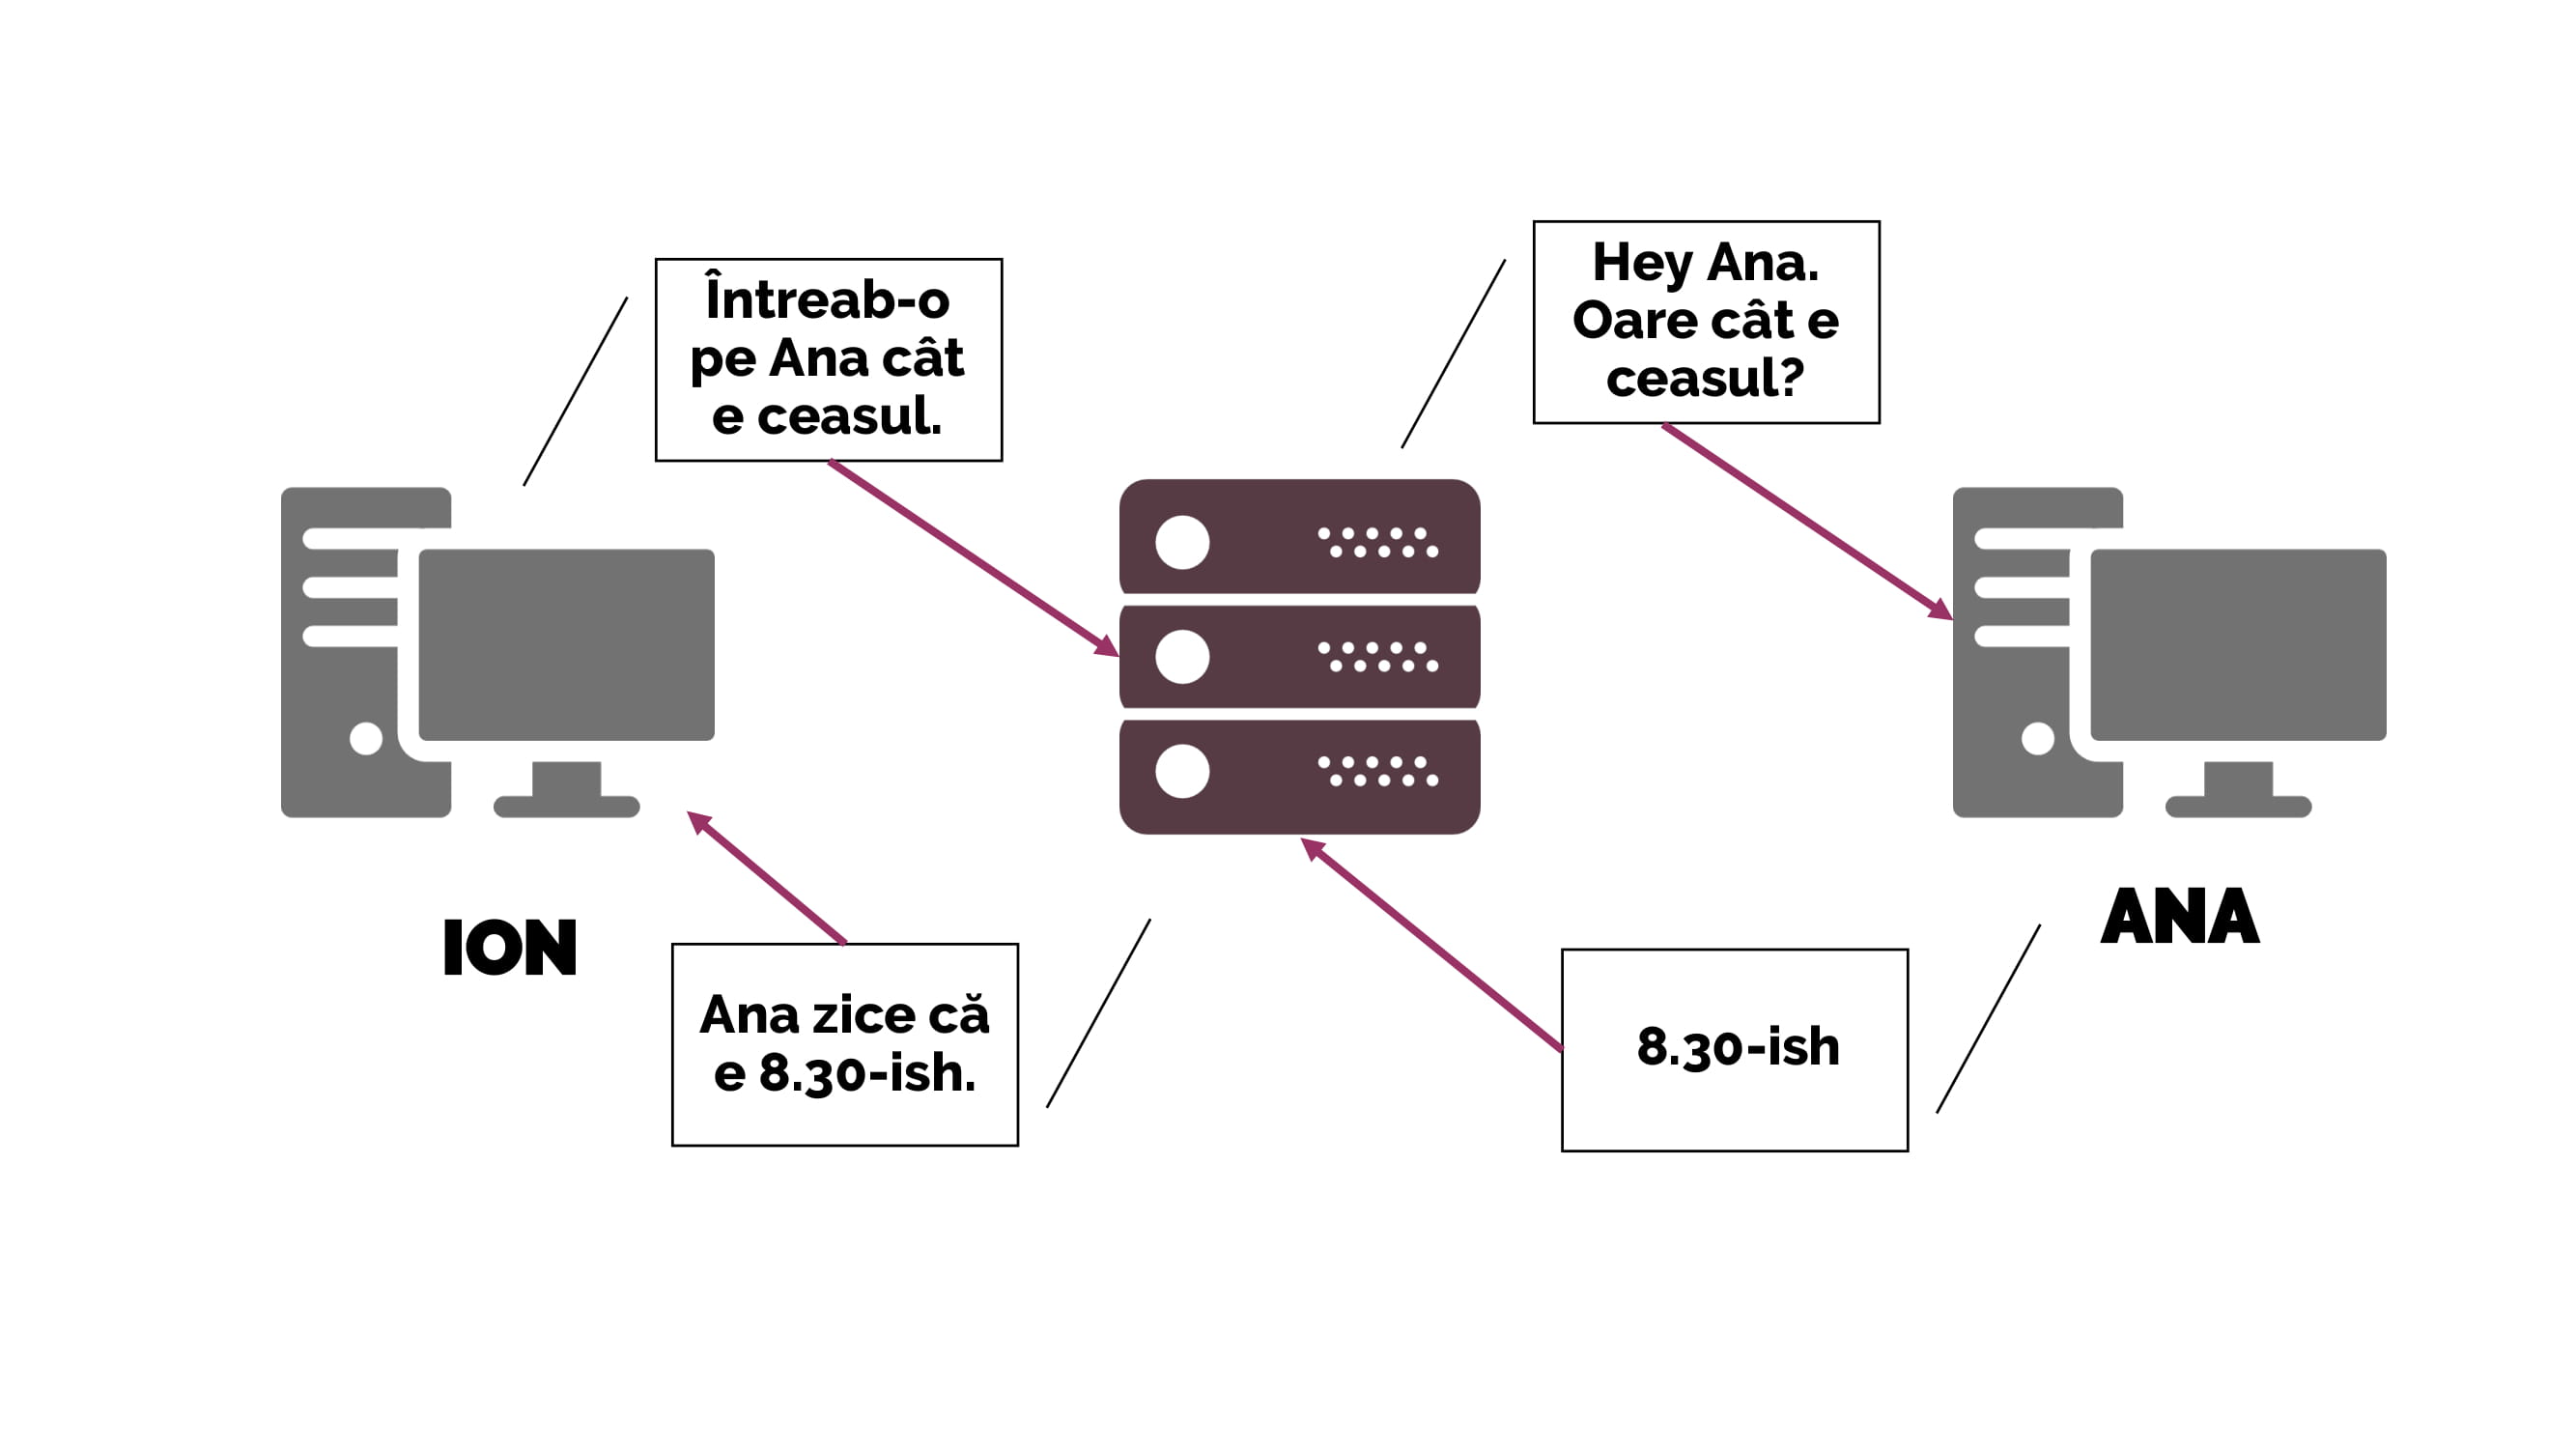 Întreab-o
pe Ana cât
e ceasul.
Hey Ana.
Oare cât e
ceasul?
ION
ANA
Ana zice că
e 8.30-ish.
8.30-ish